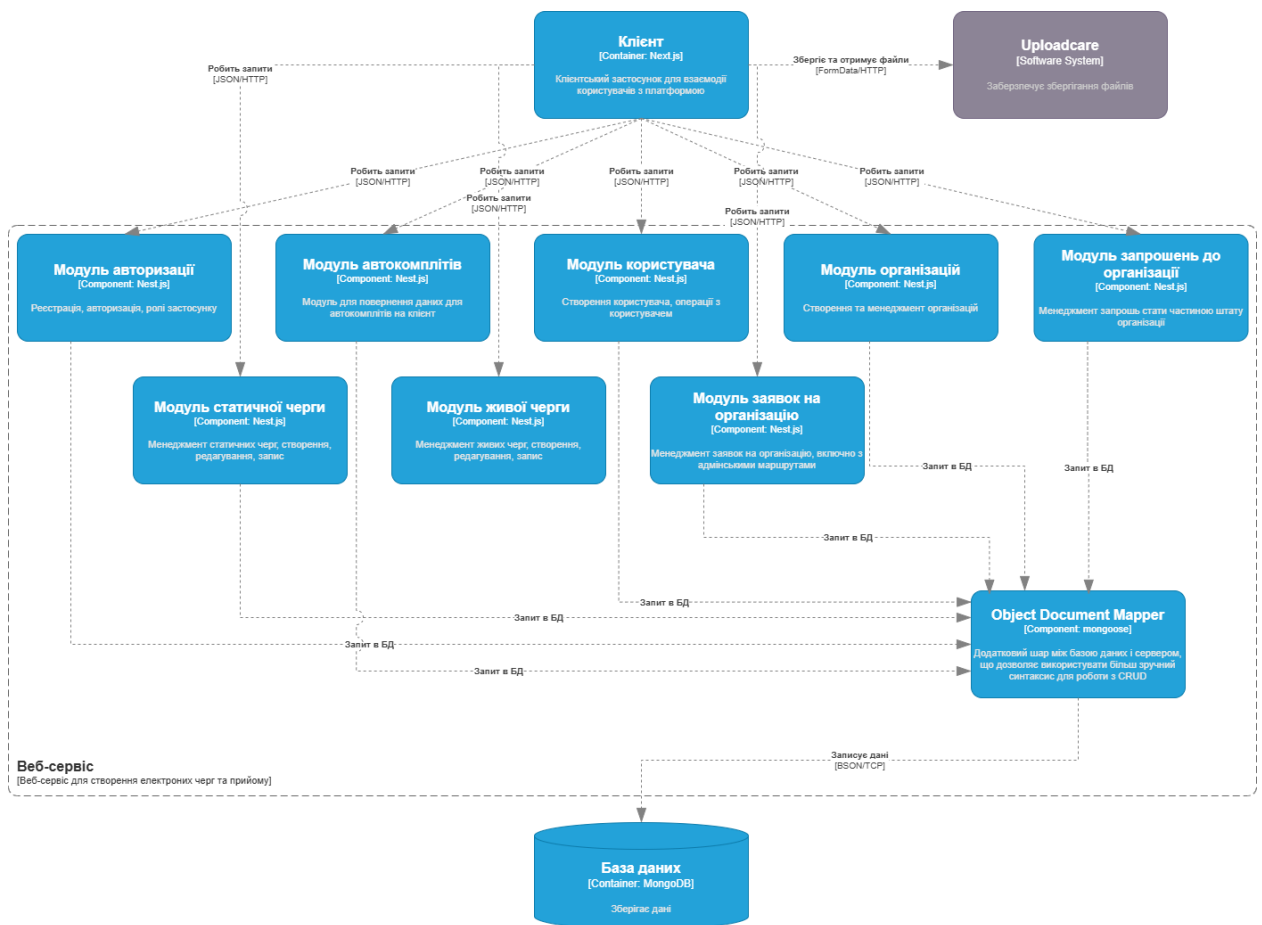 Клієнт
[Container: Next.js]
Клієнтський застосунок для взаємодії
користувачів з платформою
Uploadcare
[Software System]
Заберзпечує зберігання файлів
Зберігє та отримує файли
[FormData/HTTP]
Робить запити
[JSON/HTTP]
Робить запити
[JSON/HTTP]
Робить запити
[JSON/HTTP]
Робить запити
[JSON/HTTP]
Робить запити
[JSON/HTTP]
Робить запити
[JSON/HTTP]
Робить запити
[JSON/HTTP]
Робить запити
[JSON/HTTP]
Модуль авторизації
[Component: Nest.js]
Реєстрація, авторизація, ролі застосунку
Модуль автокомплітів
[Component: Nest.js]
Модуль для повернення даних для
автокомплітів на клієнт
Модуль користувача
[Component: Nest.js]
Створення користувача, операції з
користувачем
Модуль організацій
[Component: Nest.js]
Створення та менеджмент організацій
Модуль запрошень до
організації
[Component: Nest.js]
Менеджмент запрошь стати частиною штату
організації
Модуль статичної черги
[Component: Nest.js]
Менеджмент статичних черг, створення,
редагування, запис
Модуль живої черги
[Component: Nest.js]
Менеджмент живих черг, створення,
редагування, запис
Модуль заявок на
організацію
[Component: Nest.js]
Менеджмент заявок на організацію, включно з
адмінськими маршрутами
Запит в БД
Запит в БД
Запит в БД
Запит в БД
Запит в БД
Запит в БД
Запит в БД
Object Document Mapper
[Component: mongoose]
Додатковий шар між базою даних і сервером,
що дозволяє використувати більш зручний
синтаксис для роботи з CRUD
Записує дані
[BSON/TCP]
Веб-сервіс
[Веб-сервіс для створення електроних черг та прийому]
База даних
[Container: MongoDB]
Зберігає дані